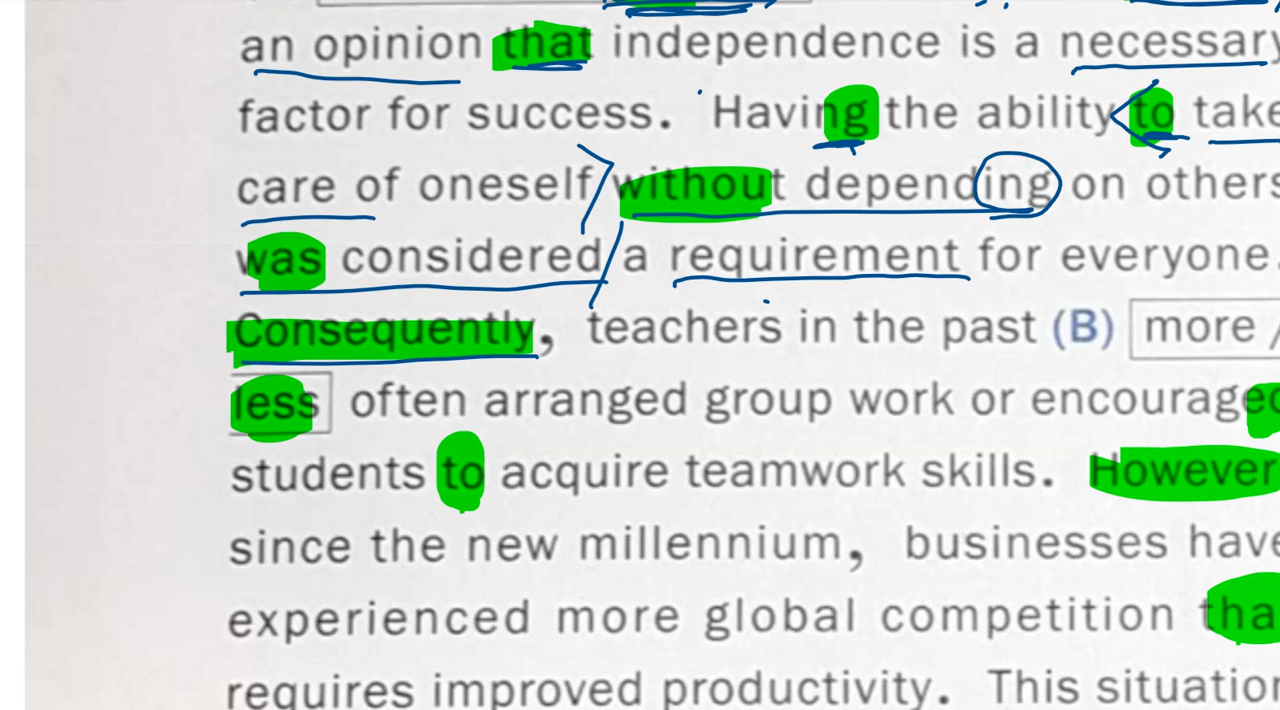 an opinion that independence is a necessary
factor for success. Having the ability to take
care of oneself without depending on others
was considered a requirement for everyone.
Consequently, teachers in the past (B) more /
less often arranged group work or encouraged
students to acquire teamwork skills. However
since the new millennium, businesses have
experienced more global competition tha
requires improved productivity. This situation